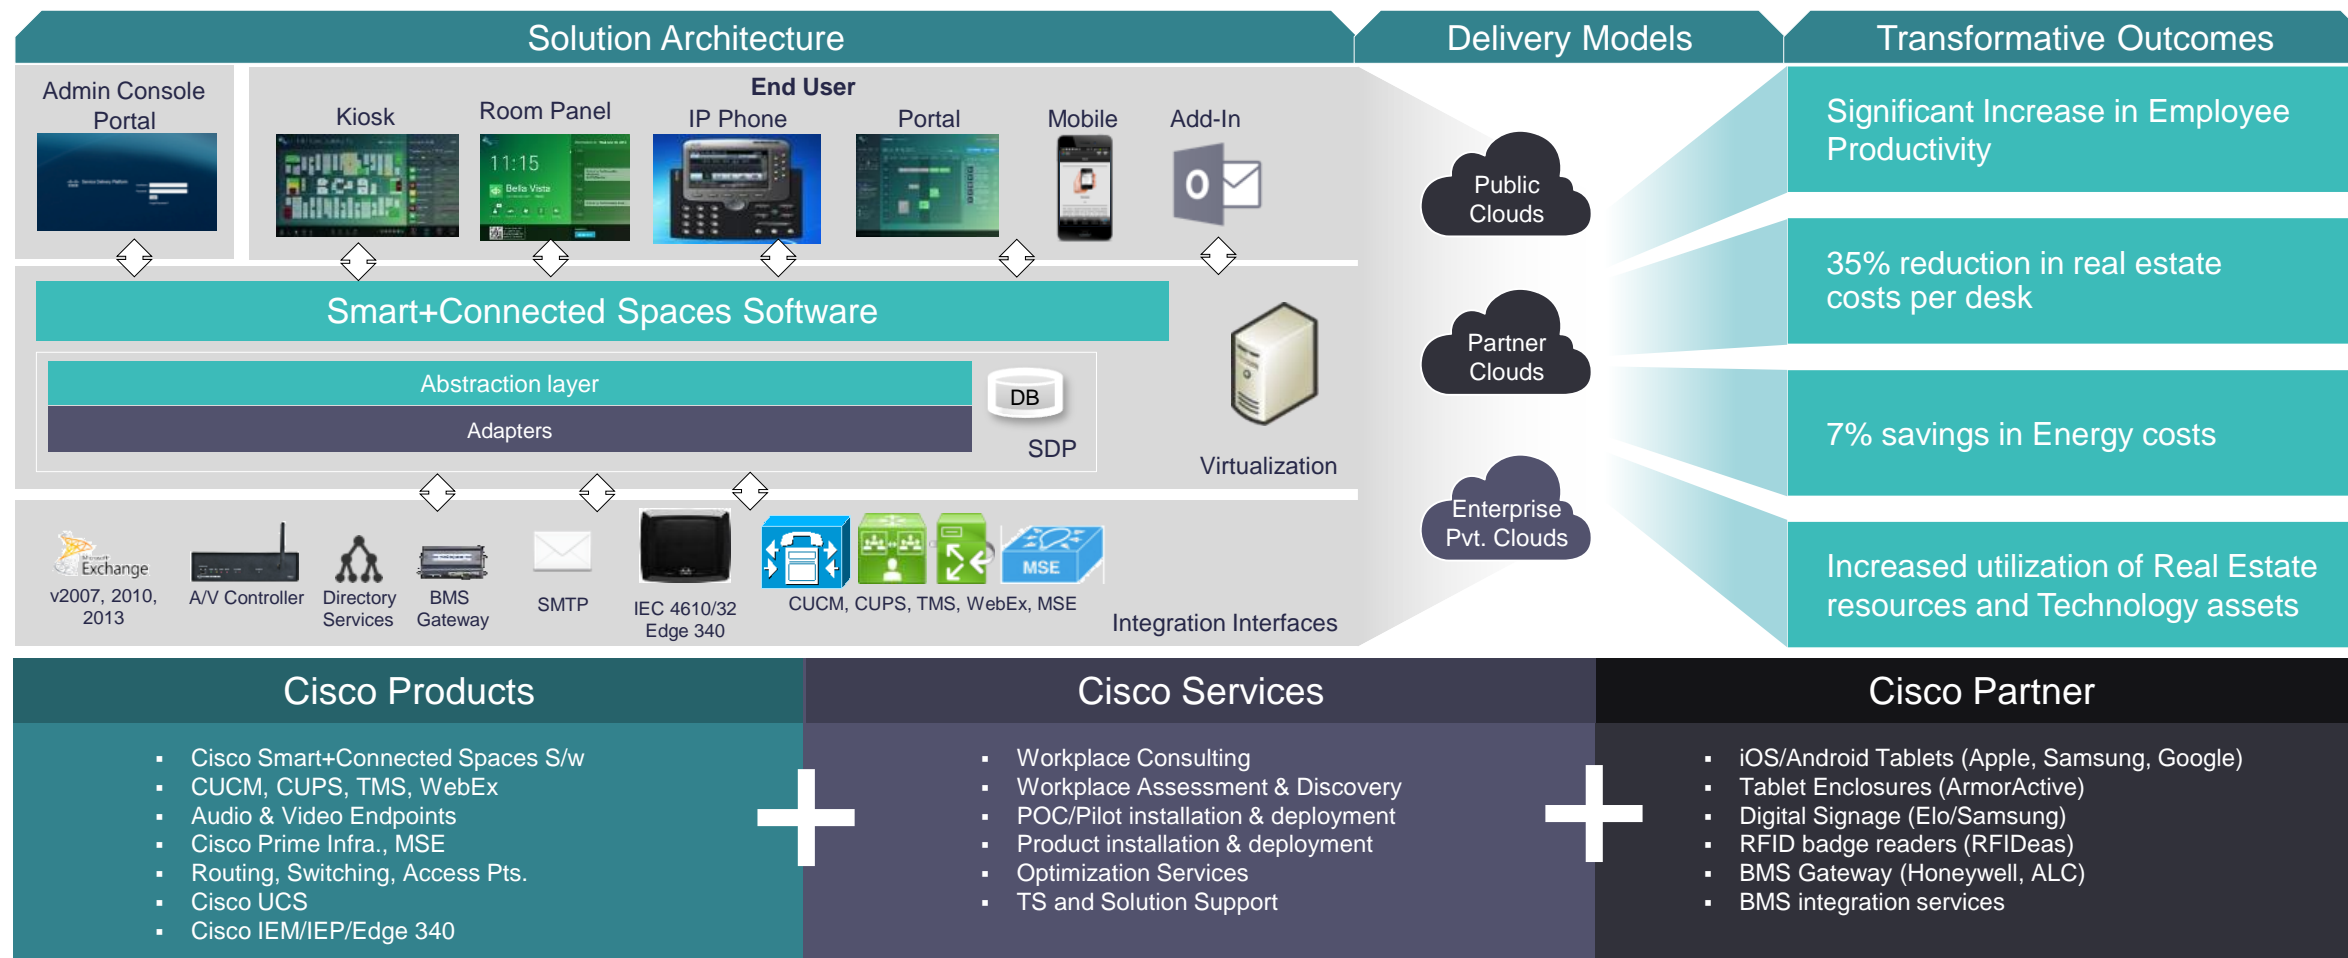 Solution Architecture
Delivery Models
Transformative Outcomes
Admin Console
Portal
End User
Kiosk
Room Panel
IP Phone
Portal
Mobile
Add-In
11:15
Bella Vista
Service Delivery Platform
Smart+Connected Spaces Software
Abstraction layer
Adapters
DB
SDP
Virtualization
Microsoft
Exchange
v2007, 2010,
2013
A/V Controller
Directory
Services
BMS
Gateway
SMTP
IEC 4610/32
Edge 340
MSE
CUCM, CUPS, TMS, WebEx, MSE
Integration Interfaces
Public
Clouds
Partner
Clouds
Enterprise
Pvt. Clouds
Significant Increase in Employee
Productivity
35% reduction in real estate
costs per desk
7% savings in Energy costs
Increased utilization of Real Estate
resources and Technology assets
Cisco Products
▪ Cisco Smart+Connected Spaces S/w
▪ CUCM, CUPS, TMS, WebEx
▪ Audio & Video Endpoints
▪ Cisco Prime Infra., MSE
▪ Routing, Switching, Access Pts.
▪ Cisco UCS
▪ Cisco IEM/IEP/Edge 340
Cisco Services
▪ Workplace Consulting
▪ Workplace Assessment & Discovery
▪ POC/Pilot installation & deployment
▪ Product installation & deployment
▪ Optimization Services
▪ TS and Solution Support
Cisco Partner
▪ iOS/Android Tablets (Apple, Samsung, Google)
▪ Tablet Enclosures (ArmorActive)
▪ Digital Signage (Elo/Samsung)
▪ RFID badge readers (RFIDeas)
▪ BMS Gateway (Honeywell, ALC)
▪ BMS integration services